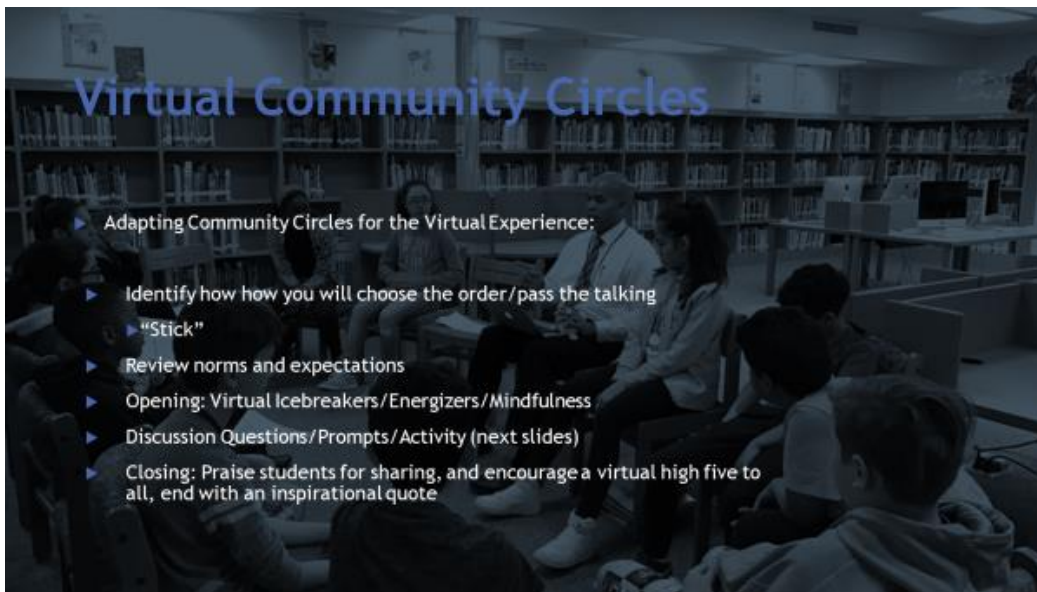 Virtual Community Circles
Adapting Community Circles for the Virtual Experience:
Identify how how you will choose the order/pass the talking
“Stick”
Review norms and expectations
Opening: Virtual Icebreakers/Energizers/Mindfulness
Discussion Questions/Prompts/Activity (next slides)
Closing: Praise students for sharing, and encourage a virtual high five to
all, end with an inspirational quote